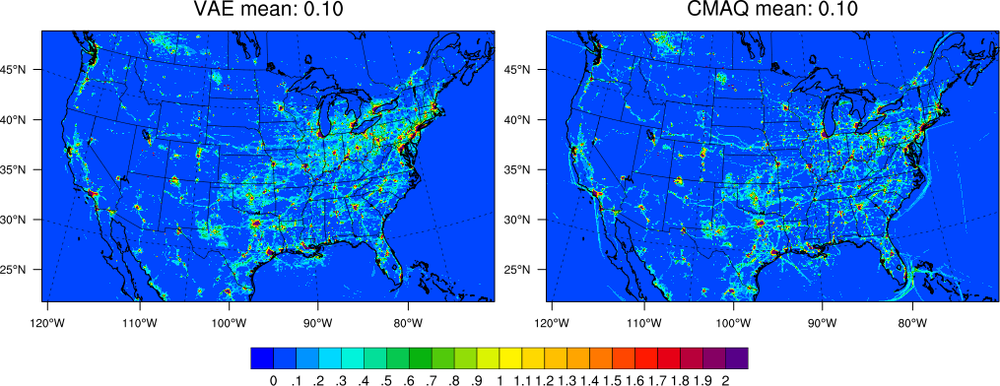 VAE mean: 0.10
CMAQ mean: 0.10
45°N
40°N
35°N
30°N
25°N
120°W 110°W 100°W 90°W 80°W
45°N
40°N
35°N
30°N
25°N
120°W 110°W 100°W 90°W 80°W
0 .1 .2 .3 .4 .5 .6 .7 .8 .9 1 1.1 1.2 1.3 1.4 1.5 1.6 1.7 1.8 1.9 2